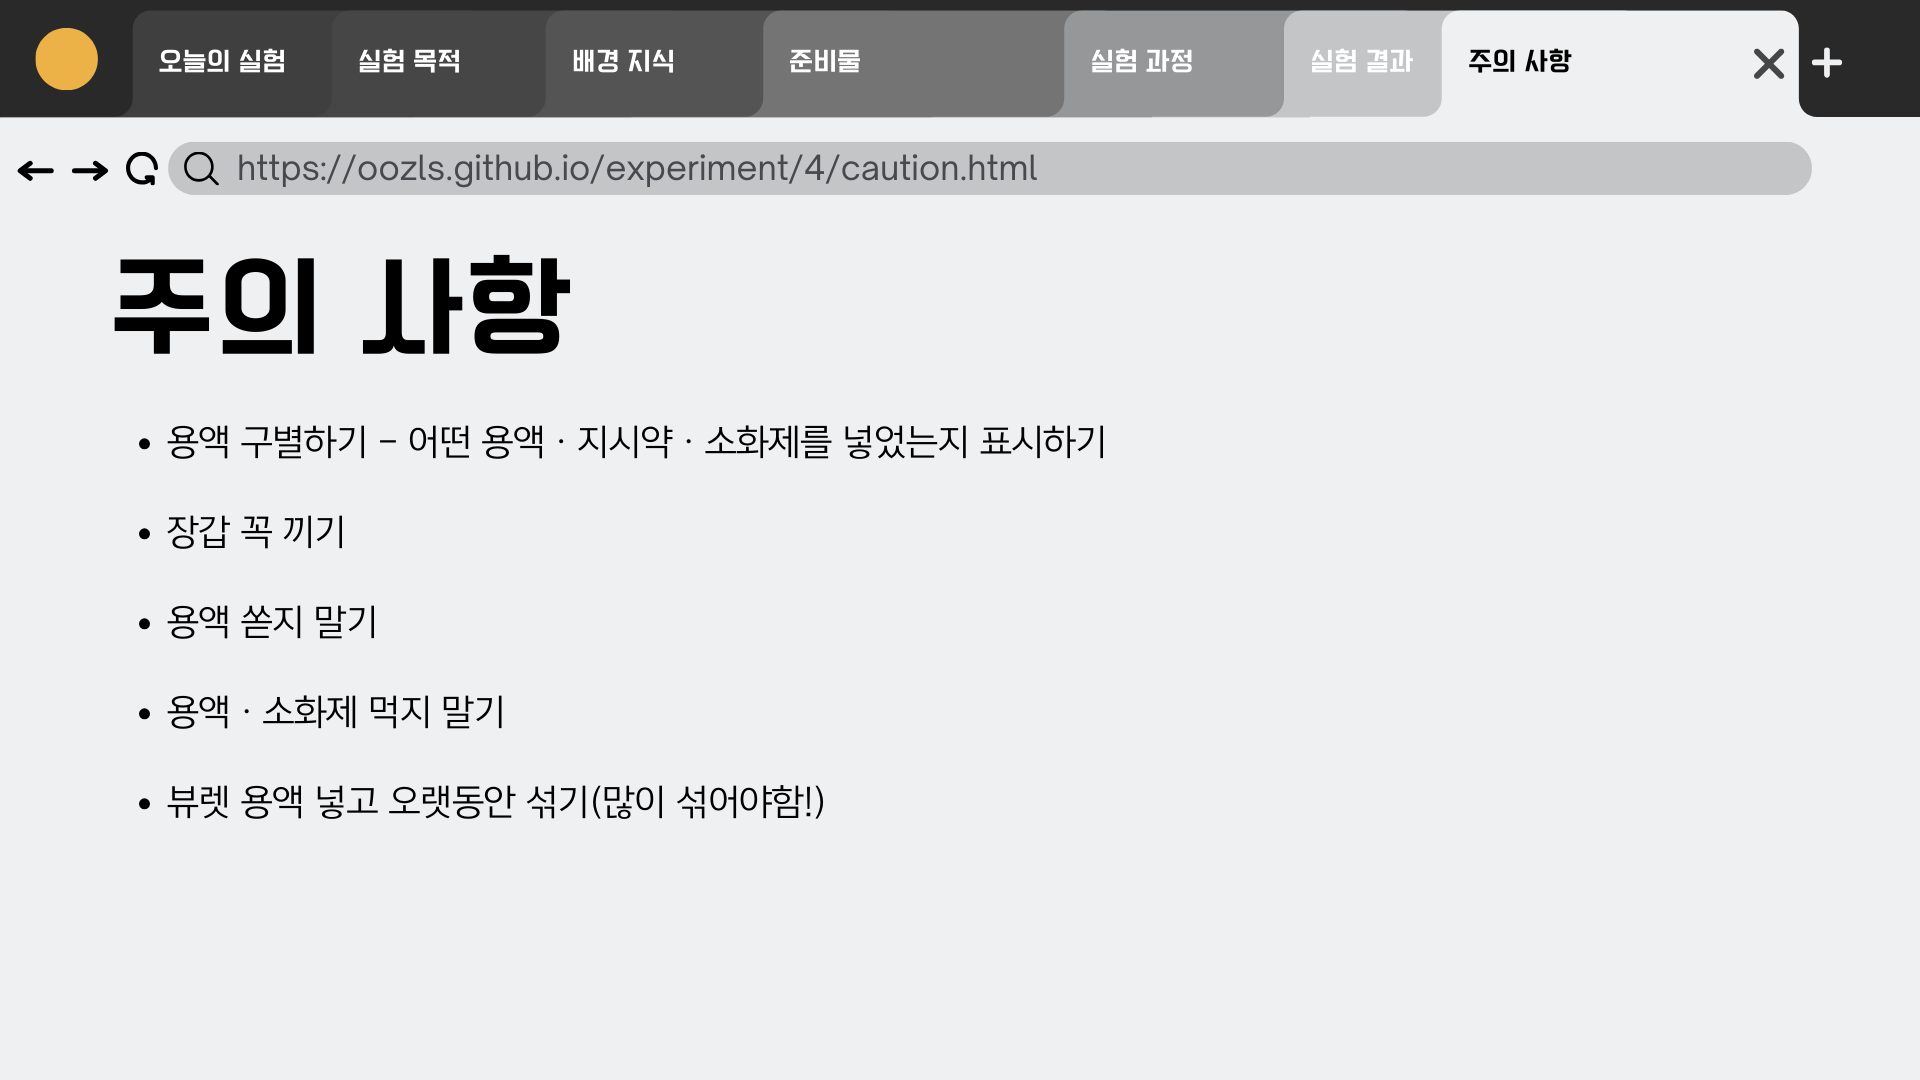 오늘의 실험
실험 목적
배경 지식
준비물
실험 과정
실험 결과
주의 사항
https://oozls.github.io/experiment/4/caution.html
주의 사항
• 용액 구별하기 – 어떤 용액 · 지시약 · 소화제를 넣었는지 표시하기
• 장갑 꼭 끼기
• 용액 쏟지 말기
• 용액 · 소화제 먹지 말기
• 뷰렛 용액 넣고 오랫동안 섞기(많이 섞어야함!)